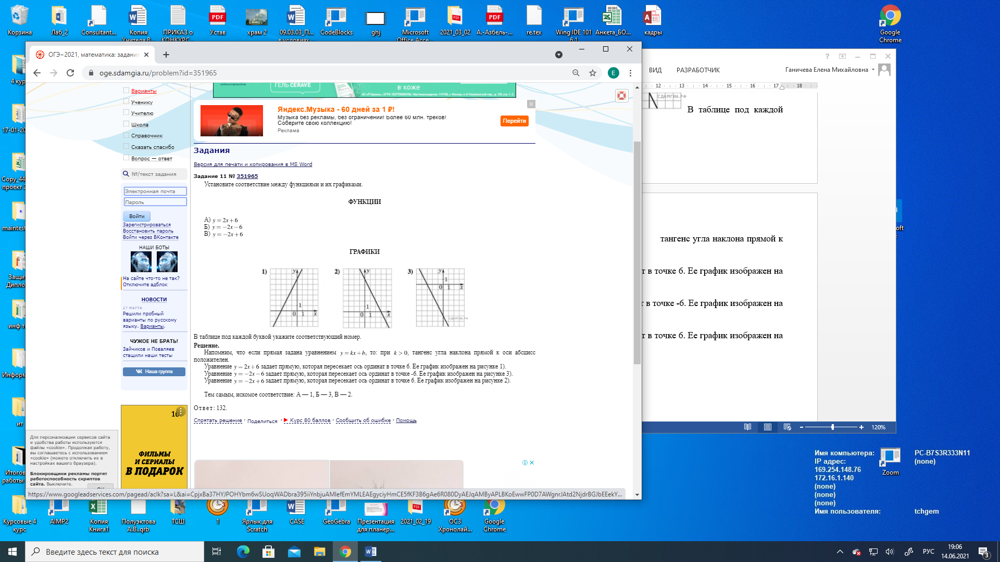 Корзина
Лаб_2
Consultant...
Копия
Учителя В...
ПРИКАЗ о
КОНКУРС...
Устав
храм 2
09.03.03_П...
в условиях...
CodeBlocks
ghj
Microsoft
Office Acce...
2021_03_02
А.-Азбель-...
re.tex
Wing IDE 101
6.1
Анкета_БО...
кадры
Google
Chrome
ОГЭ–2021, математика: задания
oge.sdamgia.ru/problem?id=351965
E
ВИД
РАЗРАБОТЧИК
Ганичева Елена Михайловна
12 13 14 15 16 17 18
СДАМГИА.РФ
В таблице под каждой
тангенс угла наклона прямой к
т в точке 6. Ее график изображен на
т в точке -6. Ее график изображен на
т в точке 6. Ее график изображен на
120%
4 кур
17-01-20
Copy_44
проект 2
maintest
Защи
Дипло
инф т
Информ
ит
Итогов
работы
Варианты
Ученику
Учителю
Школа
Справочник
Сказать спасибо
Вопрос — ответ
№/текст задания
Электронная почта
Пароль
Войти
Зарегистрироваться
Восстановить пароль
Войти через ВКонтакте
НАШИ БОТЫ
На сайте что-то не так?
Отключите адблок
НОВОСТИ
27 МАРТА
Решили пробный
варианты по русскому
языку. Варианты.
ЧУЖОЕ НЕ БРАТЬ!
Зайчиков и Поваляев
стащили наши тесты
Наша группа
ФИЛЬМЫ
И СЕРИАЛЫ
В ПОДАРОК
Для персонализации сервисов сайта
и удобства работы используются
файлы «cookie». Продолжая работу,
вы соглашаетесь с использованием
«cookie» (можете отключить их в
настройках вашего браузера).
Блокировщики рекламы портят
работоспособность скриптов
сайта. Выключите.
ГЕЛЬ CERAVE
в коже
Яндекс.Музыка - 60 дней за 1 ₽!
Музыка без рекламы, без ограничений! Более 60 млн. треков!
Соберите свою коллекцию!
Реклама
Перейти
Задания
Версия для печати и копирования в MS Word
Задание 11 № 351965
Установите соответствие между функциями и их графиками.
ФУНКЦИИ
А) y = 2x + 6
Б) y = −2x − 6
В) y = −2x + 6
ГРАФИКИ
1) y 1 0 1 x
2) y 1 0 1 x
3) y 1 0 1 x
СДАМГИА.РФ
В таблице под каждой буквой укажите соответствующий номер.
Решение.
Напомним, что если прямая задана уравнением y = kx + b, то: при k > 0, тангенс угла наклона прямой к оси абсцисс
положителен.
Уравнение y = 2x + 6 задает прямую, которая пересекает ось ординат в точке 6. Ее график изображен на рисунке 1).
Уравнение y = −2x − 6 задает прямую, которая пересекает ось ординат в точке -6. Ее график изображен на рисунке 3).
Уравнение y = −2x + 6 задает прямую, которая пересекает ось ординат в точке 6. Ее график изображен на рисунке 2).
Тем самым, искомое соответствие: А — 1, Б — 3, В — 2.
Ответ: 132.
Спрятать решение · Поделиться · Курс 80 баллов · Сообщить об ошибке · Помощь
Имя компьютера: PC-B7S3R333N11
IP адрес: (none)
169.254.148.76
172.16.1.140
(none)
(none)
(none)
Имя пользователя: tchgem
Zoom
Курсовые 4
курс
AIMP2
Копия
Книга1
Полуэктова
А.В..qrb
ТСШ
1
Ярлык для
Scratch
CASE
GeoGebra
Презентация
для планер...
2021_02_19
ОС3
Хронолай...
Google
Chrome
Введите здесь текст для поиска
РУС
19:06
14.06.2021
3